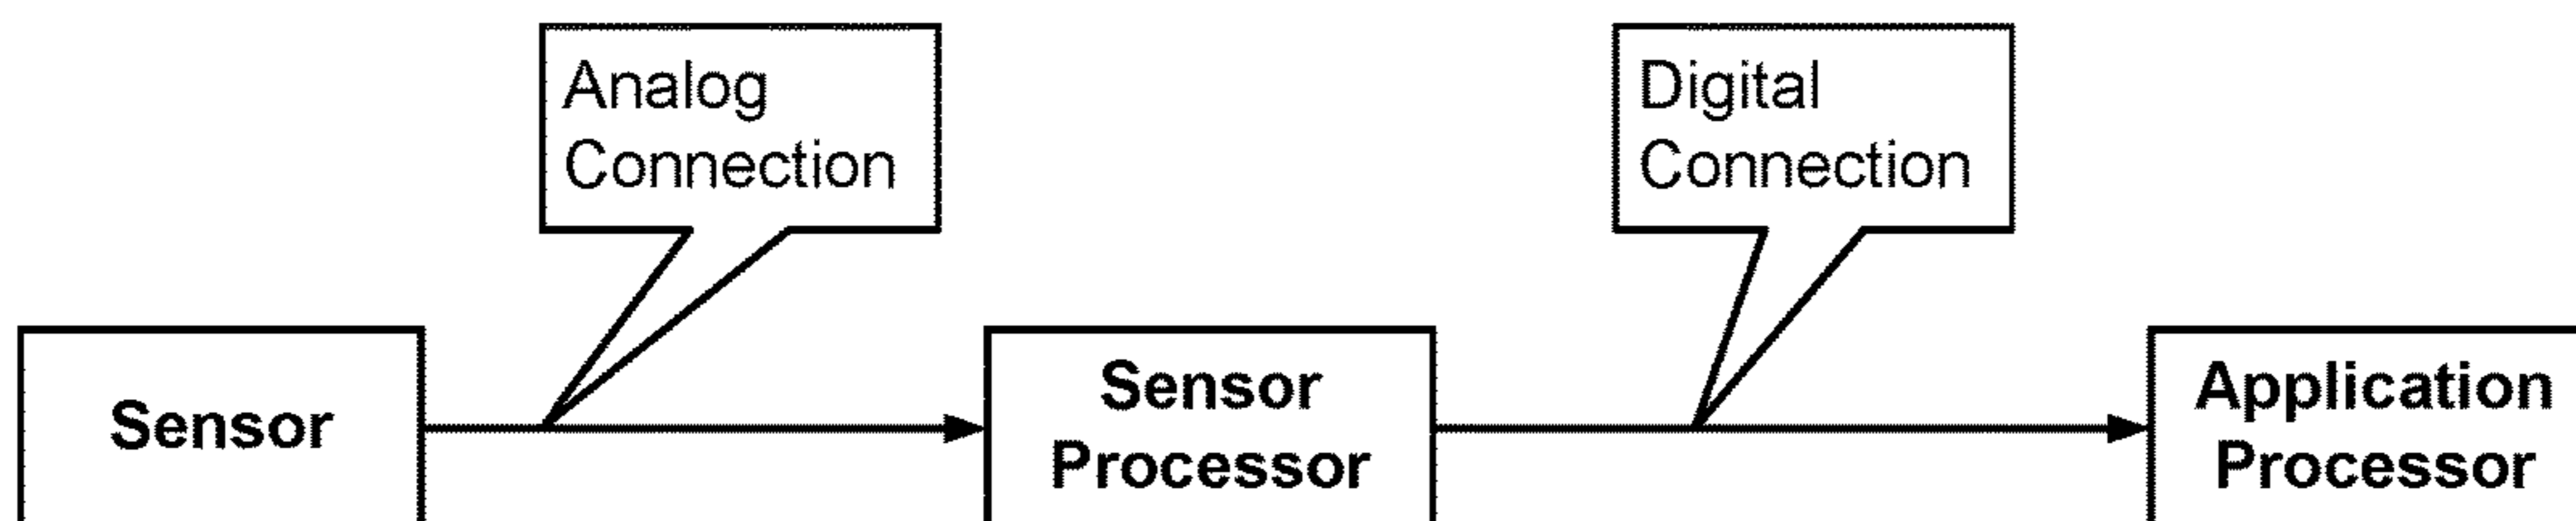 Analog
Connection
Digital
Connection
Sensor
Sensor
Processor
Application
Processor